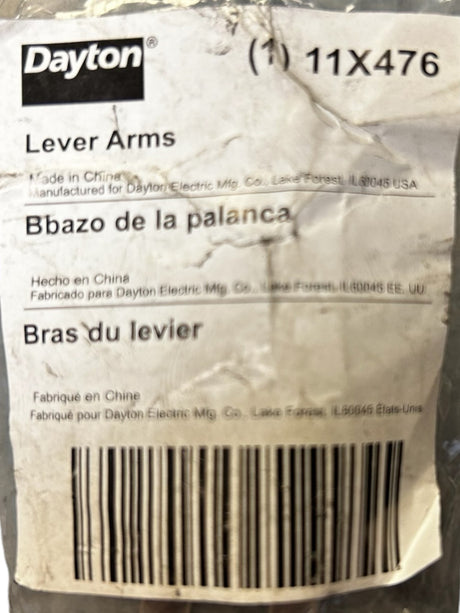 Dayton®
(1) 11X476
Lever Arms
Made in China
Manufactured for Dayton Electric Mfg. Co., Lake Forest, IL 60045 USA
Bbazo de la palanca
Hecho en China
Fabricado para Dayton Electric Mfg. Co., Lake Forest, IL 60045 EE. UU.
Bras du levier
Fabriqué en Chine
Fabriqué pour Dayton Electric Mfg. Co., Lake Forest, IL 60045 États-Unis